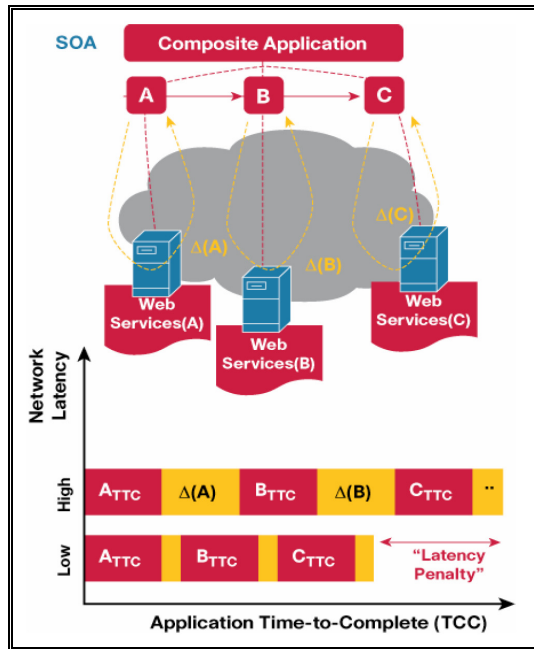 SOA
Composite Application
A
B
C
Δ(A)
Δ(B)
Δ(C)
Web
Services(A)
Web
Services(B)
Web
Services(C)
Network
Latency
High
ATTC
Δ(A)
BTTC
Δ(B)
CTTC
..
Low
ATTC
BTTC
CTTC
"Latency
Penalty"
Application Time-to-Complete (TCC)